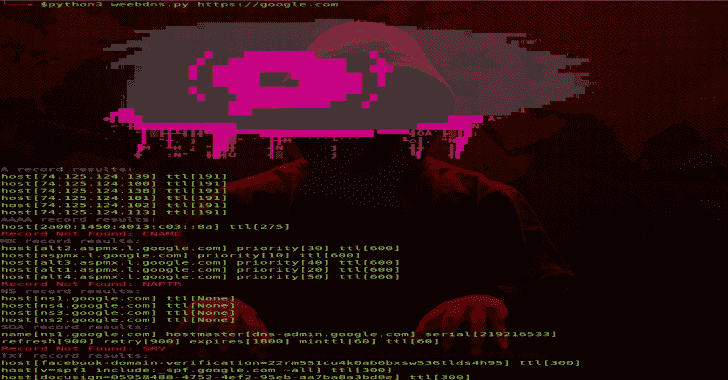 $python3 weebdns.py https://google.com
A record results:
host[74.125.124.139] ttl[191]
host[74.125.124.100] ttl[191]
host[74.125.124.138] ttl[191]
host[74.125.124.101] ttl[191]
host[74.125.124.102] ttl[191]
host[74.125.124.113] ttl[191]
AAAA record results:
host[2a00:1450:4013:c03::8a] ttl[275]
Record Not Found: CNAME
MX record results:
host[alt2.aspmx.l.google.com] priority[30] ttl[600]
host[aspmx.l.google.com] priority[10] ttl[600]
host[alt3.aspmx.l.google.com] priority[40] ttl[600]
host[alt1.aspmx.l.google.com] priority[20] ttl[600]
host[alt4.aspmx.l.google.com] priority[50] ttl[600]
Record Not Found: NAPTR
NS record results:
host[ns1.google.com] ttl[None]
host[ns4.google.com] ttl[None]
host[ns3.google.com] ttl[None]
host[ns2.google.com] ttl[None]
SOA record results:
name[ns1.google.com] hostmaster[dns-admin.google.com] serial[219216533]
refresh[900] retry[900] expires[1800] minttl[60] ttl[60]
Record Not Found: SRV
TXT record results:
ttl[300]
host[v=spf1 include:_spf.google.com ~all] ttl[300]
ttl[300]